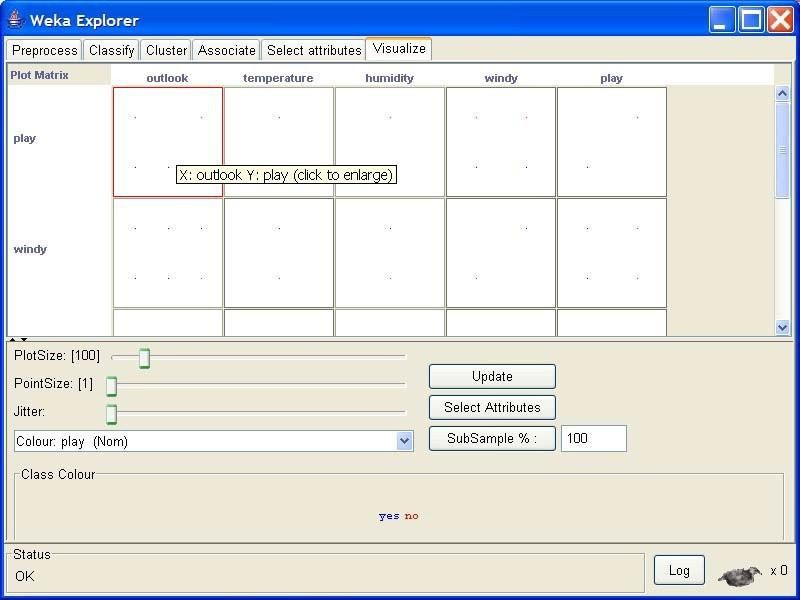 Weka Explorer
Preprocess Classify Cluster Associate Select attributes Visualize
Plot Matrix outlook temperature humidity windy play
play
X: outlook Y: play (click to enlarge)
windy
PlotSize: [100]
PointSize: [1]
Update
Jitter:
Select Attributes
Colour: play (Nom)
SubSample % : 100
Class Colour
yes no
Status
OK
Log
x 0